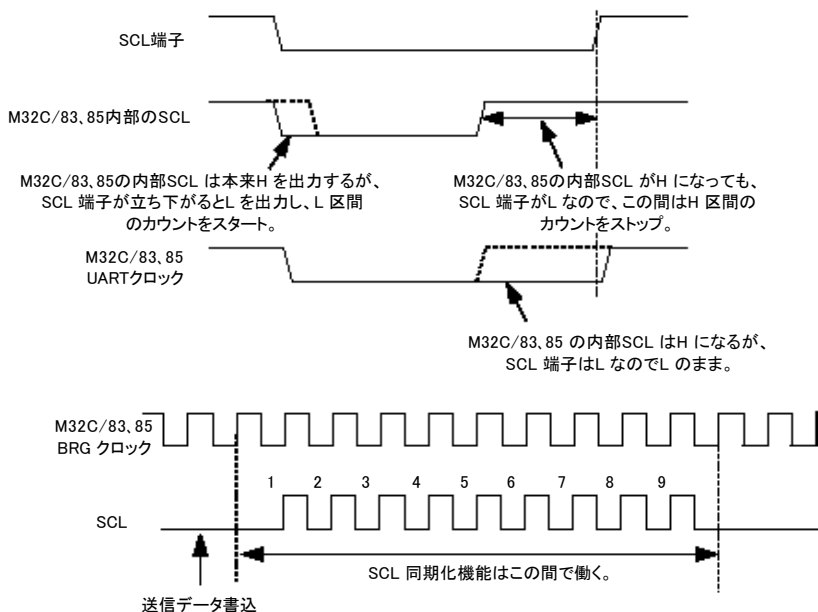 SCL端子
M32C/83、85内部のSCL
M32C/83、85の内部SCL は本来H を出力するが、
SCL 端子が立ち下がるとL を出力し、L 区間
のカウントをスタート。
M32C/83、85の内部SCL がH になっても、
SCL 端子がL なので、この間はH 区間の
カウントをストップ。
M32C/83、85
UARTクロック
M32C/83、85 の内部SCL はH になるが、
SCL 端子はL なのでL のまま。
M32C/83、85
BRG クロック
1 2 3 4 5 6 7 8 9
SCL
SCL 同期化機能はこの間で働く。
送信データ書込